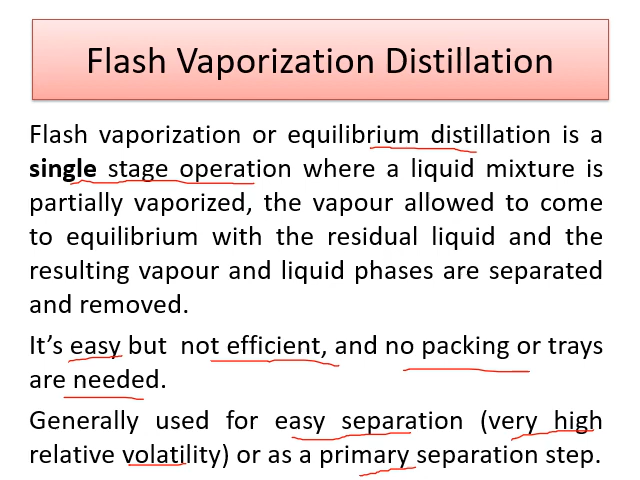 Flash Vaporization Distillation
Flash vaporization or equilibrium distillation is a
single stage operation where a liquid mixture is
partially vaporized, the vapour allowed to come
to equilibrium with the residual liquid and the
resulting vapour and liquid phases are separated
and removed.
It's easy but not efficient, and no packing or trays
are needed.
Generally used for easy separation (very high
relative volatility) or as a primary separation step.